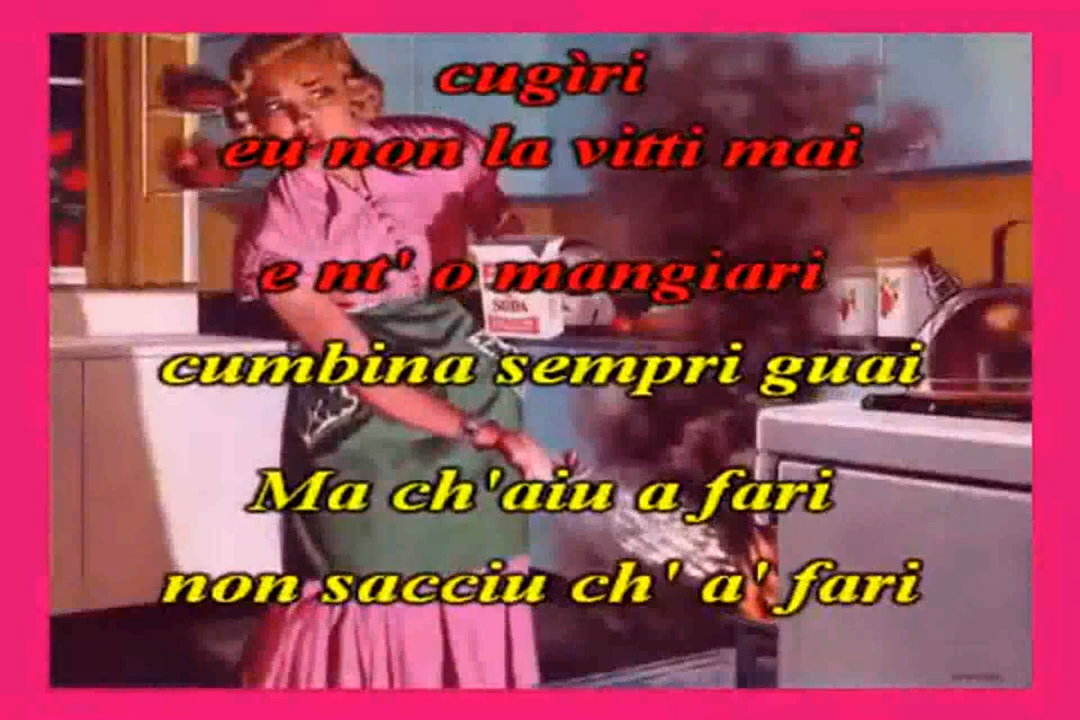 cugìri
eu non la vitti mai
e nt' o mangiari
SODA
cumbina sempri guai
Ma ch'aiu a fari
non sacciu ch' a' fari